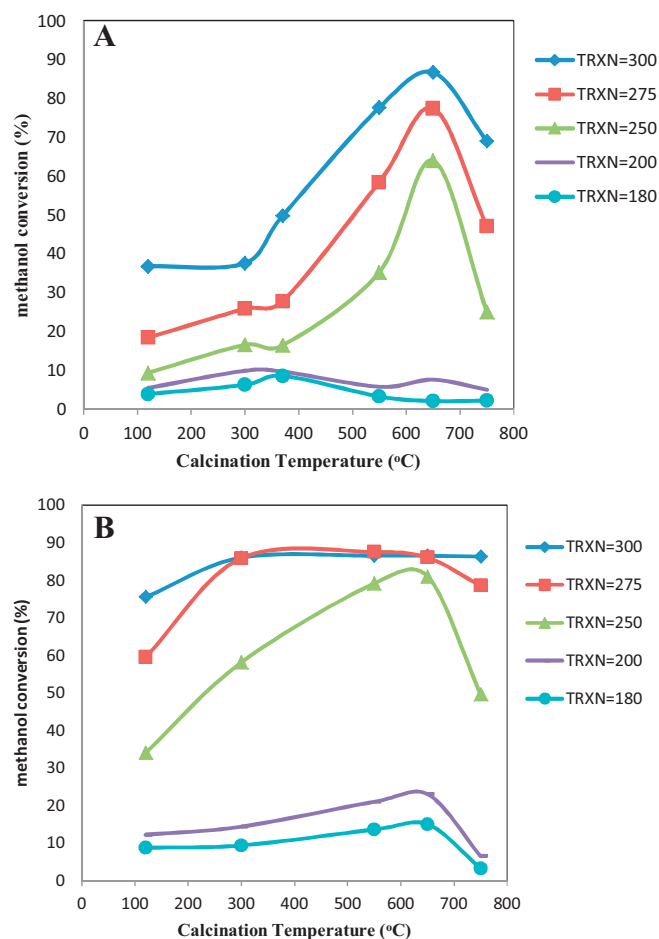 A
100
90
80
70
60
50
40
30
20
10
0
methanol conversion (%)
0 100 200 300 400 500 600 700 800
Calcination Temperature (ºC)
TRXN=300
TRXN=275
TRXN=250
TRXN=200
TRXN=180
B
100
90
80
70
60
50
40
30
20
10
0
methanol conversion (%)
0 100 200 300 400 500 600 700 800
Calcination Temperature (ºC)
TRXN=300
TRXN=275
TRXN=250
TRXN=200
TRXN=180